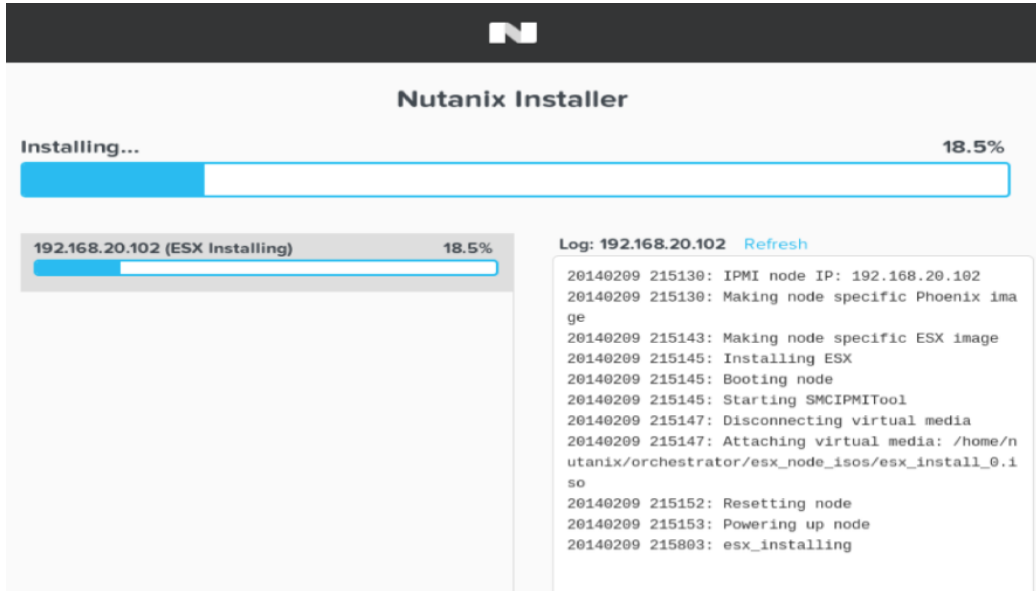 Nutanix Installer
Installing...
18.5%
192.168.20.102 (ESX Installing)
18.5%
Log: 192.168.20.102 Refresh
20140209 215130: IPMI node IP: 192.168.20.102
20140209 215130: Making node specific Phoenix ima
ge
20140209 215143: Making node specific ESX image
20140209 215145: Installing ESX
20140209 215145: Booting node
20140209 215145: Starting SMCIPMITool
20140209 215147: Disconnecting virtual media
20140209 215147: Attaching virtual media: /home/n
utanix/orchestrator/esx_node_isos/esx_install_0.i
so
20140209 215152: Resetting node
20140209 215153: Powering up node
20140209 215803: esx_installing